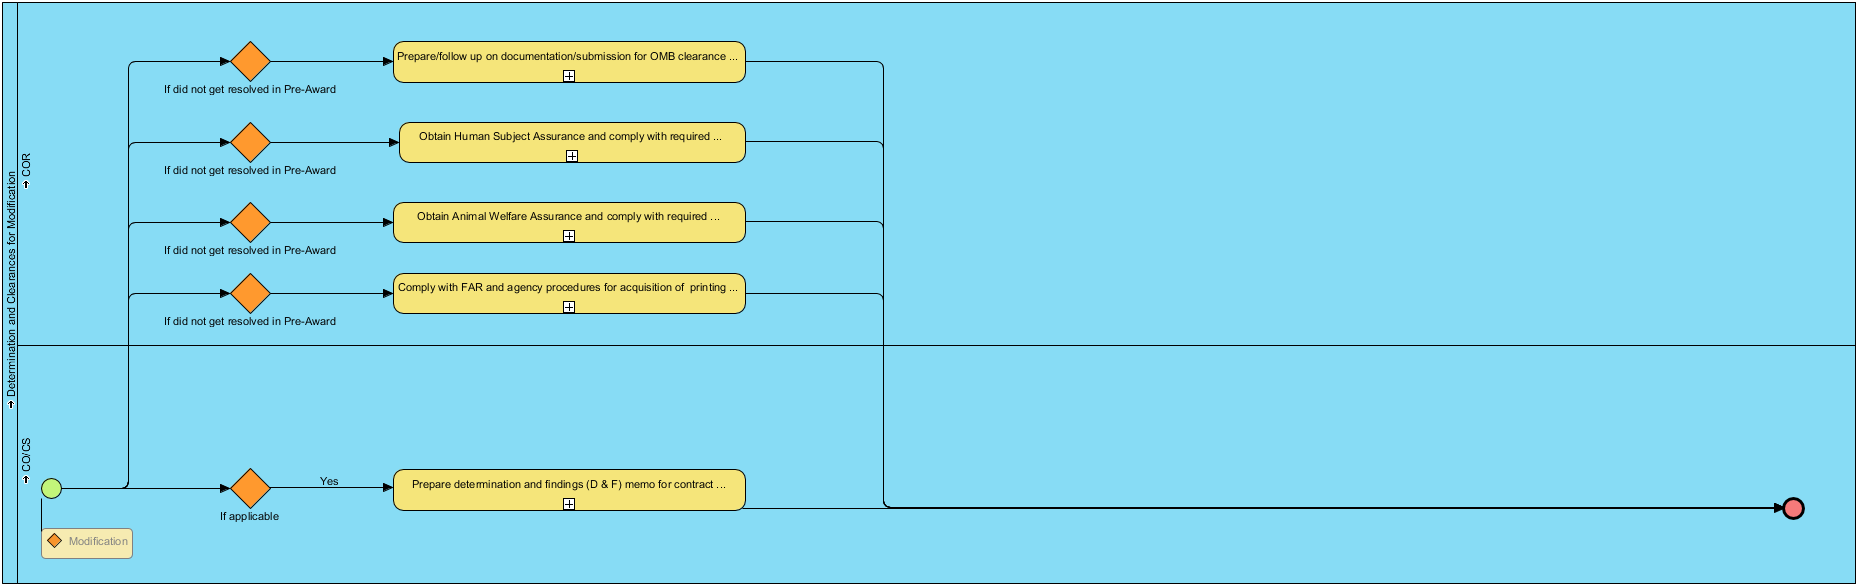 Determination and Clearances for Modification
COR
Prepare/follow up on documentation/submission for OMB clearance ...
If did not get resolved in Pre-Award
Obtain Human Subject Assurance and comply with required ...
If did not get resolved in Pre-Award
Obtain Animal Welfare Assurance and comply with required ...
If did not get resolved in Pre-Award
Comply with FAR and agency procedures for acquisition of printing ...
If did not get resolved in Pre-Award
CO/CS
Yes
Prepare determination and findings (D & F) memo for contract ...
If applicable
Modification